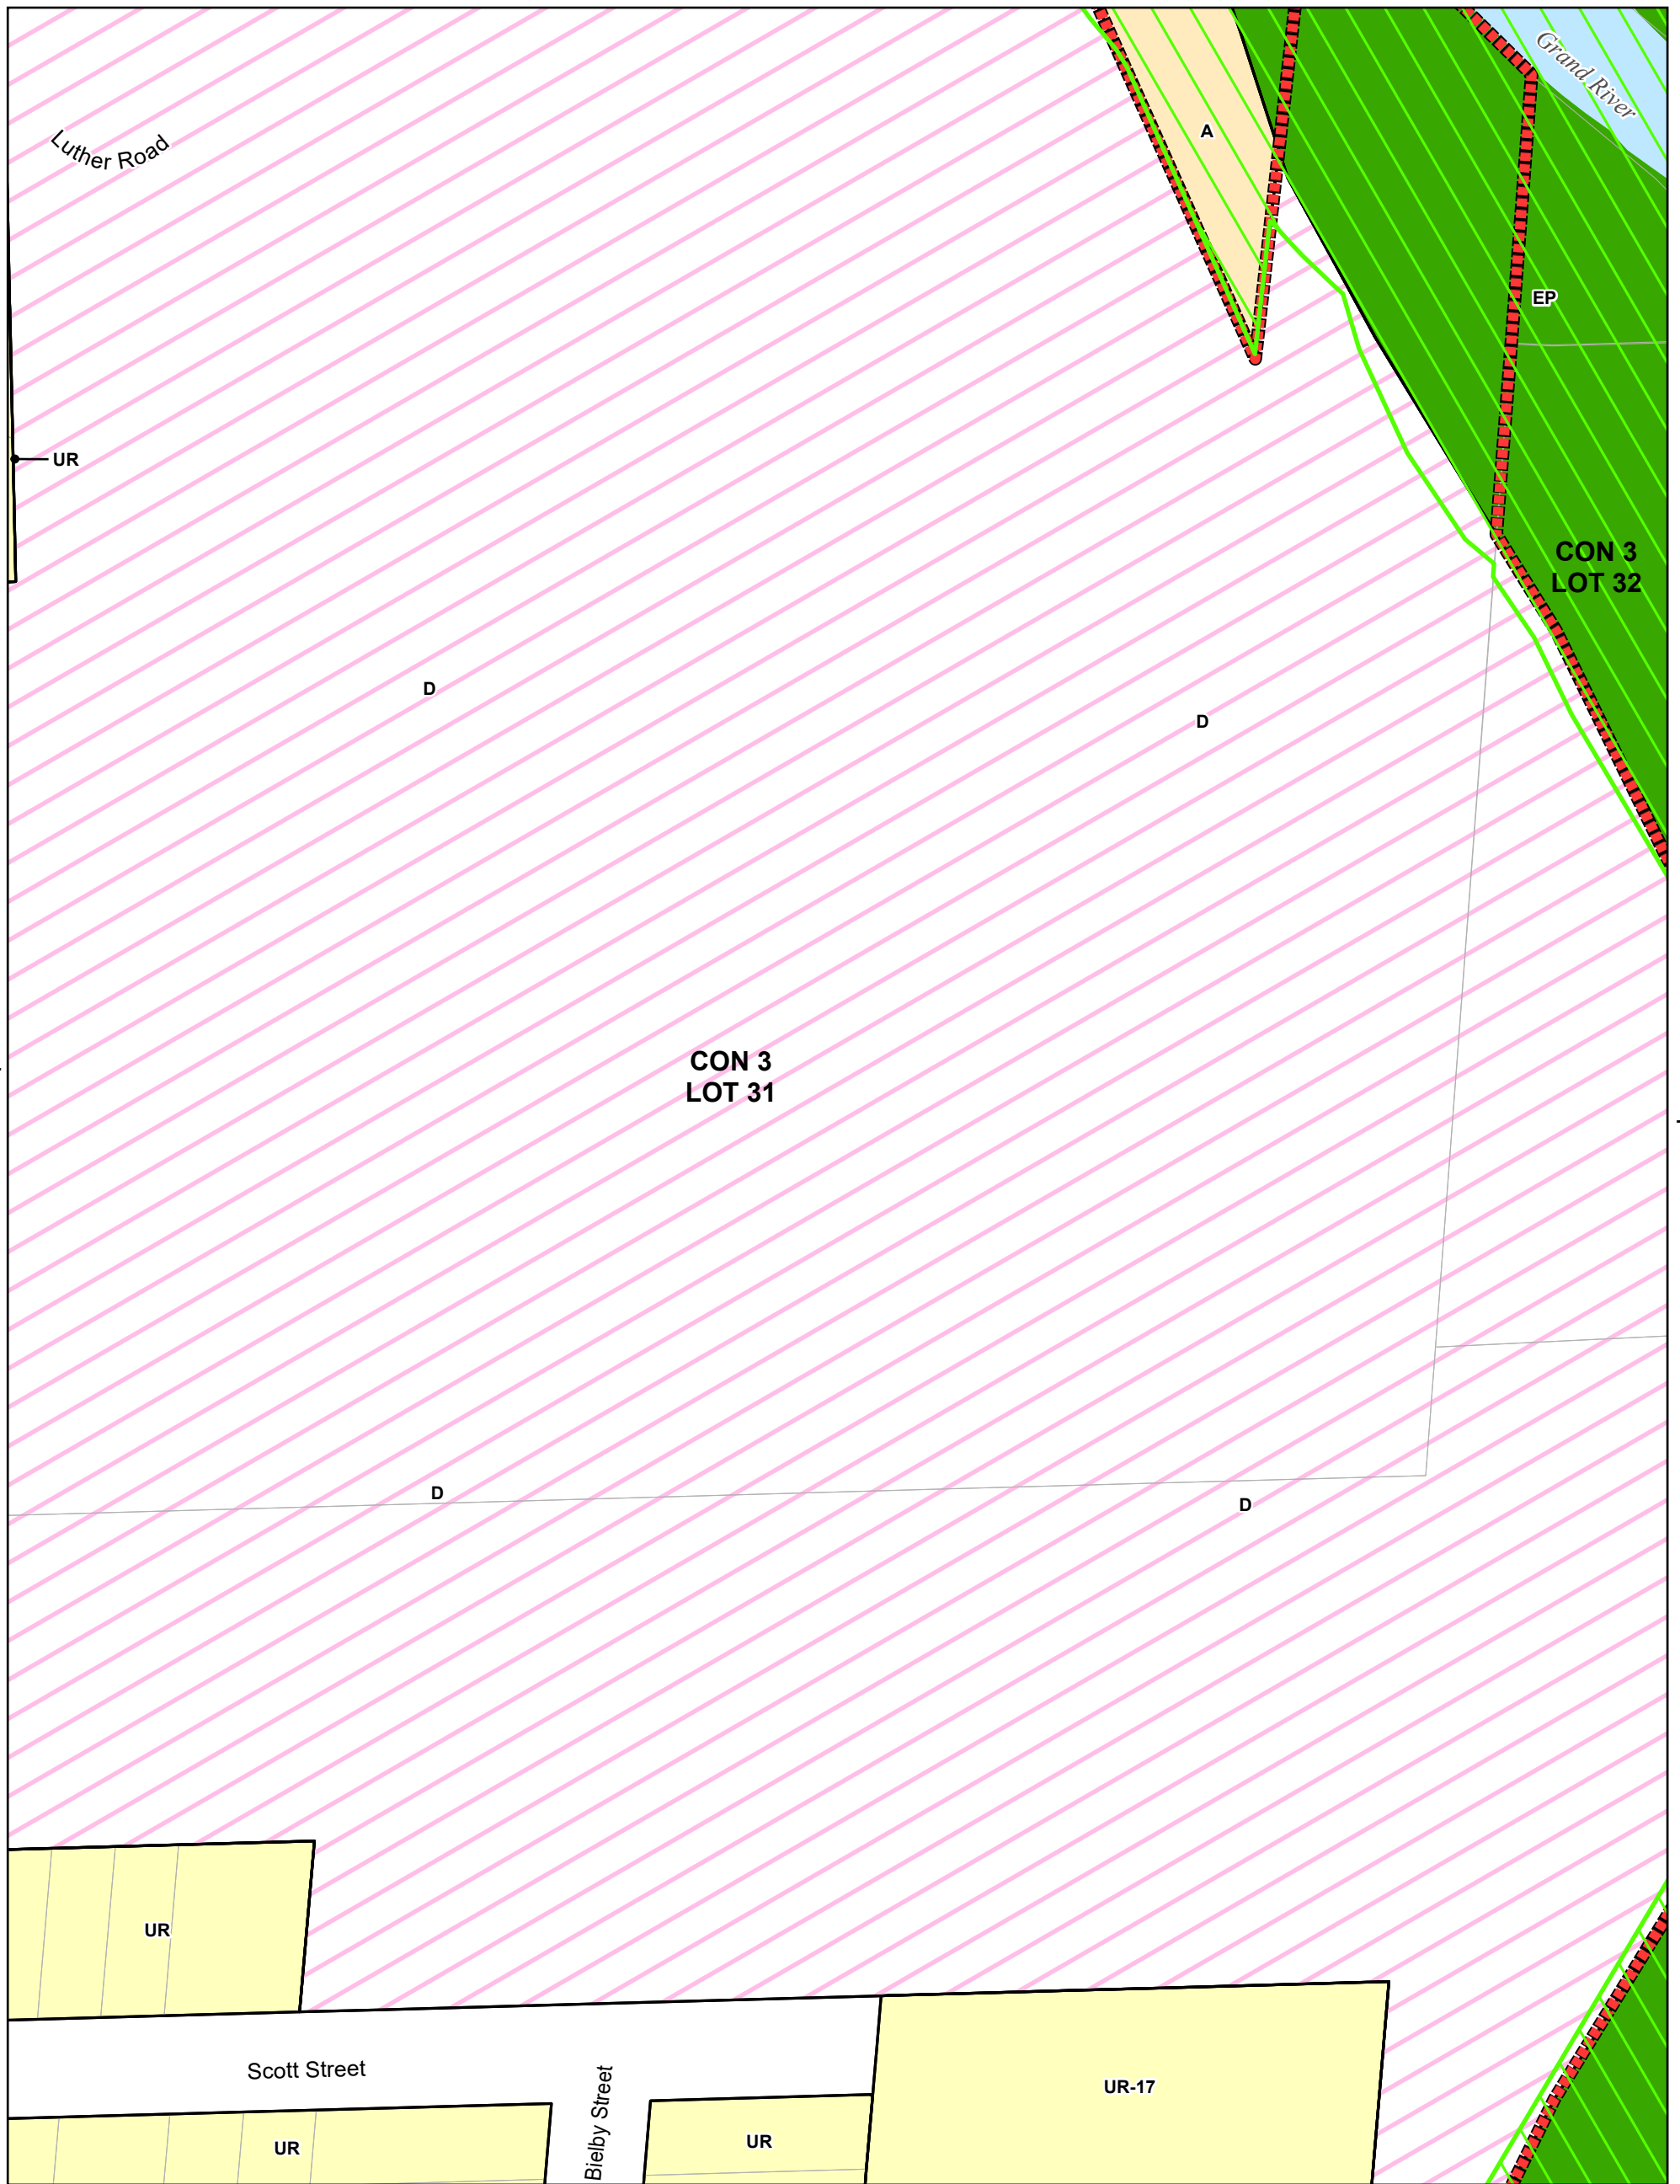 Grand River
A
Luther Road
EP
UR
CON 3
LOT 32
D
D
CON 3
LOT 31
D
D
UR
Scott Street
Bielby Street
UR-17
UR
UR